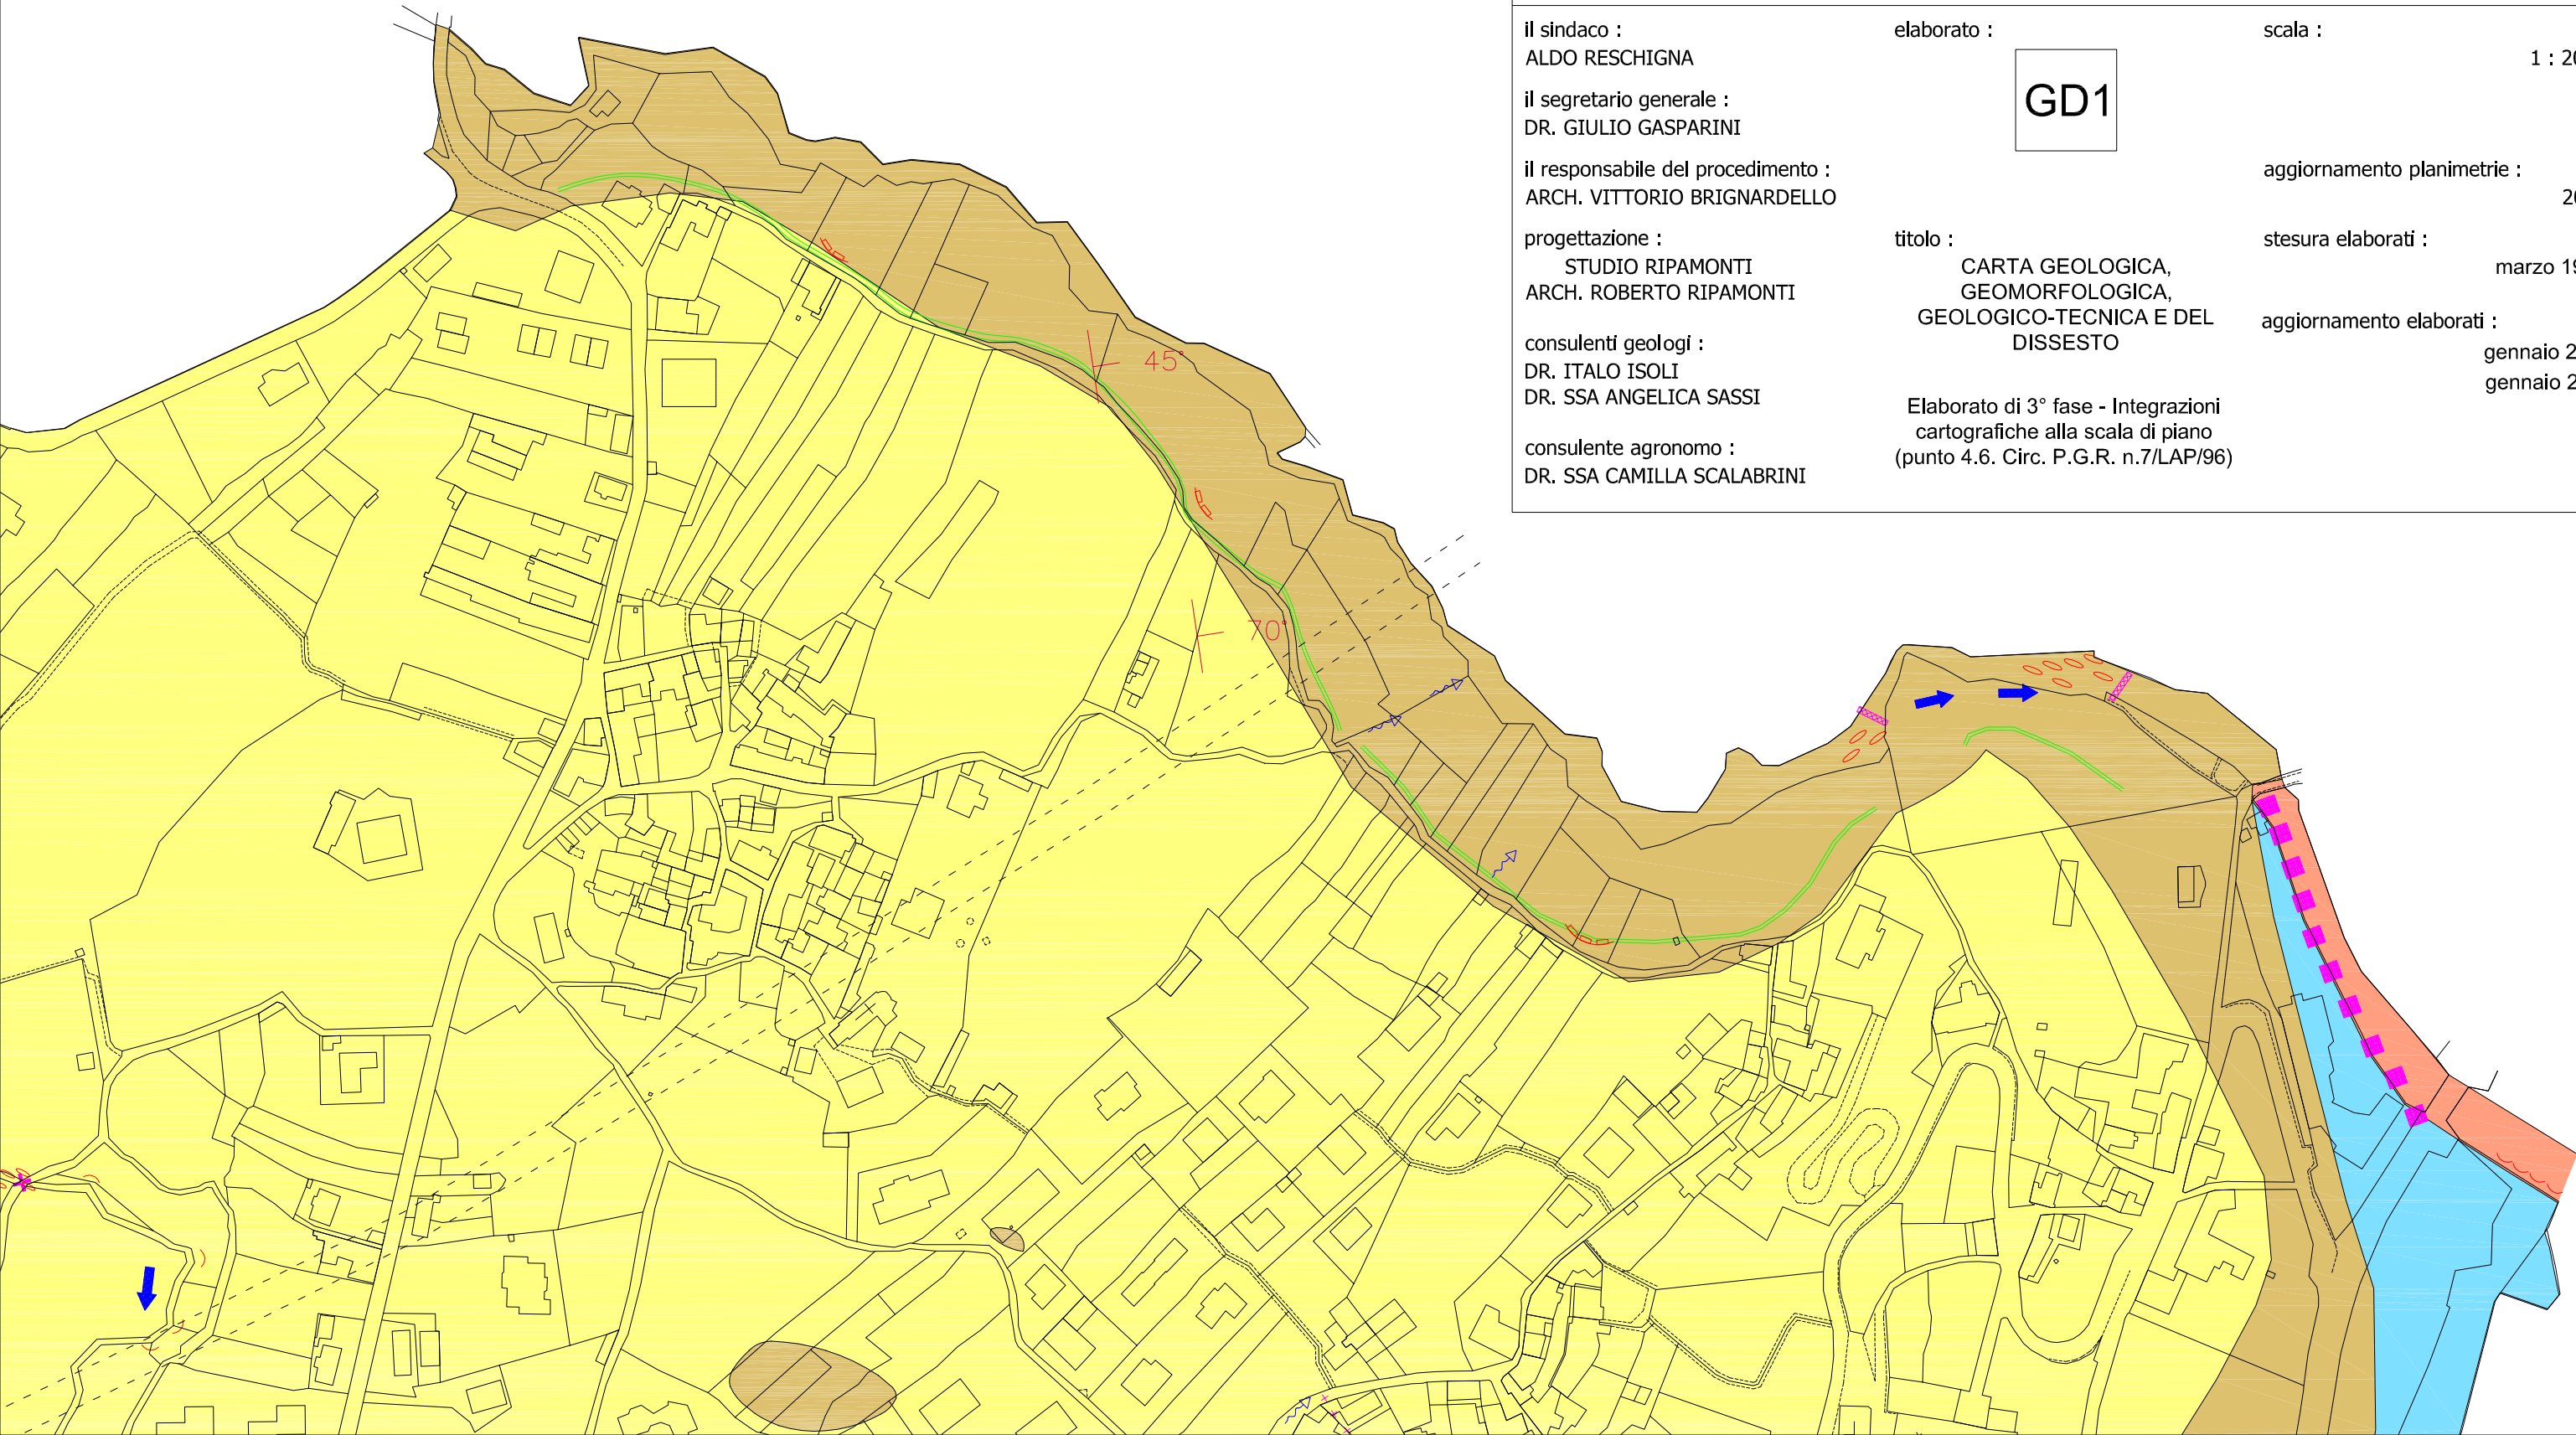 il sindaco :
ALDO RESCHIGNA
il segretario generale :
DR. GIULIO GASPARINI
il responsabile del procedimento :
ARCH. VITTORIO BRIGNARDELLO
progettazione :
STUDIO RIPAMONTI
ARCH. ROBERTO RIPAMONTI
consulenti geologi :
DR. ITALO ISOLI
DR. SSA ANGELICA SASSI
consulente agronomo :
DR. SSA CAMILLA SCALABRINI
elaborato :
GD1
titolo :
CARTA GEOLOGICA,
GEOMORFOLOGICA,
GEOLOGICO-TECNICA E DEL
DISSESTO
Elaborato di 3° fase - Integrazioni
cartografiche alla scala di piano
(punto 4.6. Circ. P.G.R. n.7/LAP/96)
scala :
1 :
aggiornamento planimetrie :
stesura elaborati :
marzo
aggiornamento elaborati :
gennaio
gennaio
45°
70°